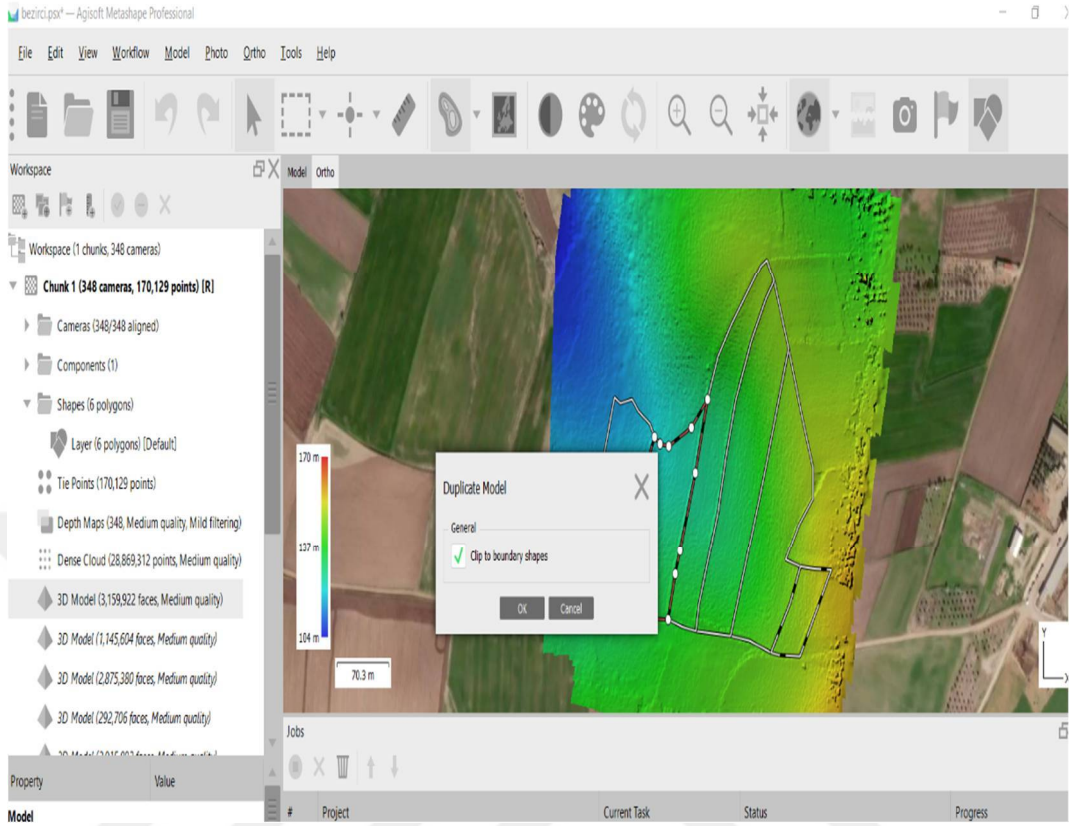 bezirci.psx* — Agisoft Metashape Professional
File Edit View Workflow Model Photo Ortho Tools Help
Workspace
Model Ortho
Workspace (1 chunks, 348 cameras)
Chunk 1 (348 cameras, 170,129 points) [R]
Cameras (348/348 aligned)
Components (1)
Shapes (6 polygons)
Layer (6 polygons) [Default]
Tie Points (170,129 points)
Depth Maps (348, Medium quality, Mild filtering)
Dense Cloud (28,869,312 points, Medium quality)
3D Model (3,159,922 faces, Medium quality)
3D Model (1,145,604 faces, Medium quality)
3D Model (2,875,380 faces, Medium quality)
3D Model (292,706 faces, Medium quality)
Property Value
Model
170 m
137 m
104 m
70.3 m
Duplicate Model
General
Clip to boundary shapes
OK Cancel
Y
X
Jobs
# Project Current Task Status Progress